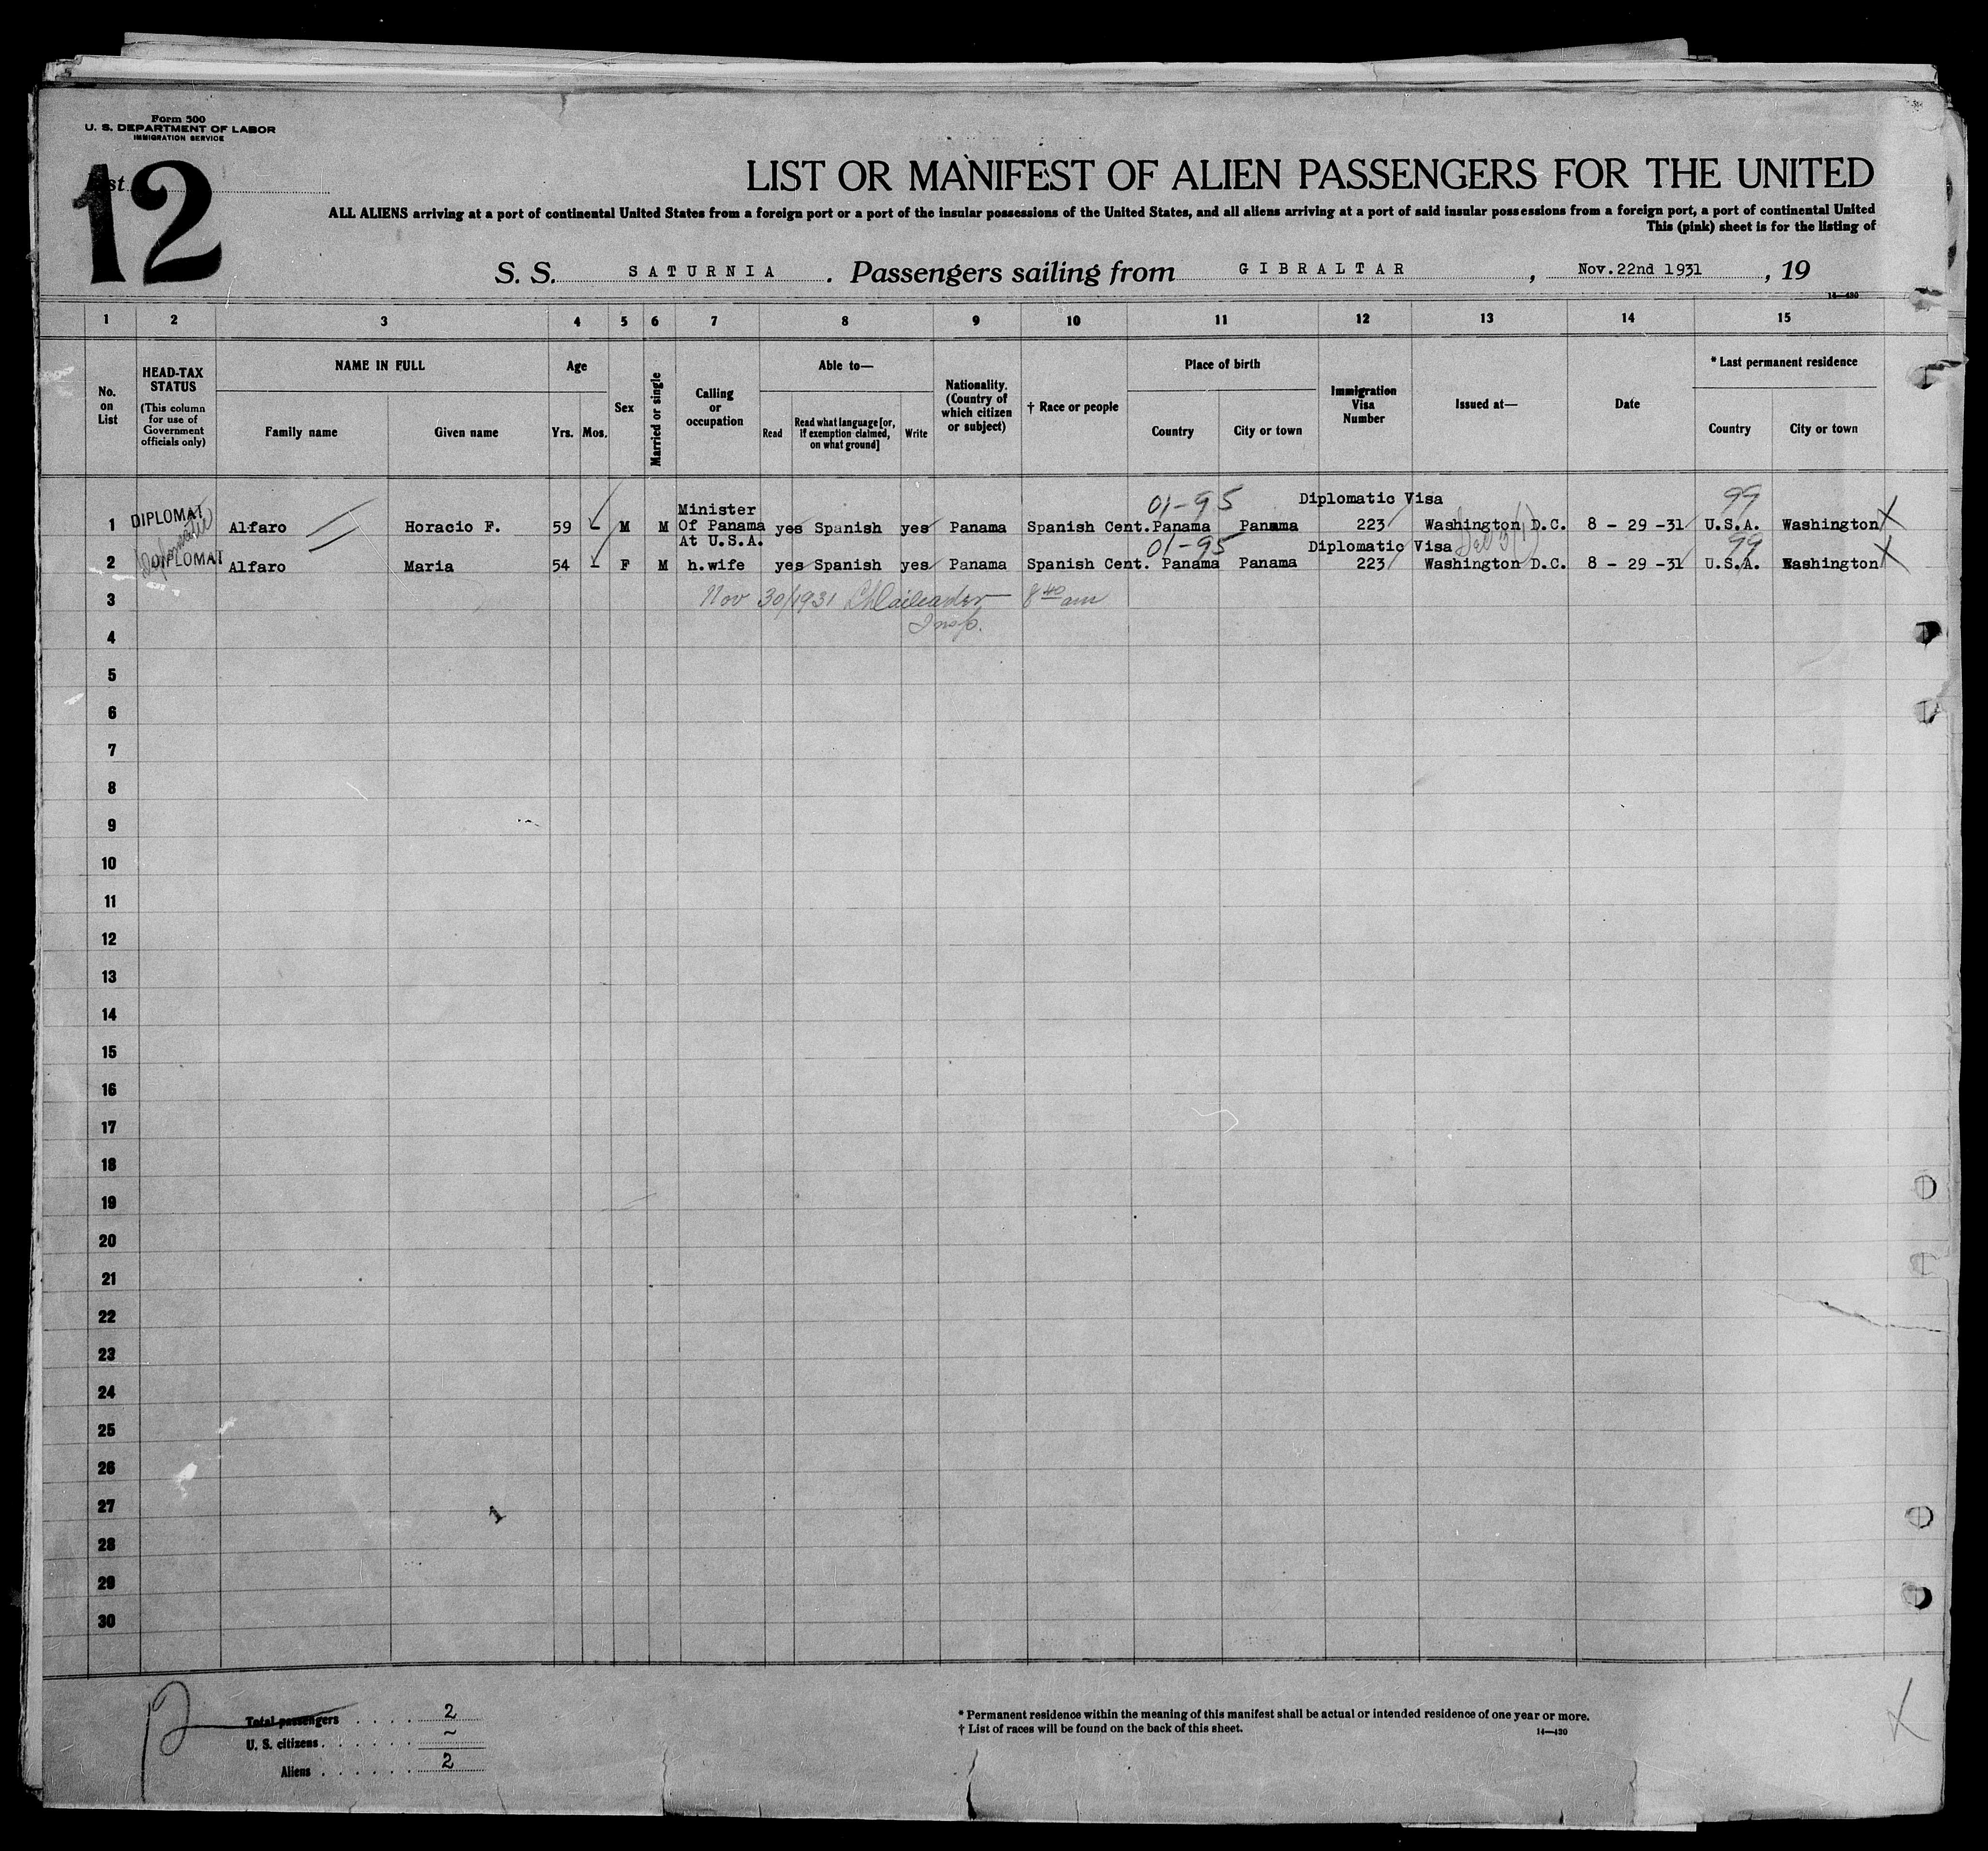 Form 500
U. S. DEPARTMENT OF LABOR
IMMIGRATION SERVICE
12
LIST OR MANIFEST OF ALIEN PASSENGERS FOR THE UNITED
ALL ALIENS arriving at a port of continental United States from a foreign port or a port of the insular possessions of the United States, and all aliens arriving at a port of said insular possessions from a foreign port, a port of continental United
This (pink) sheet is for the listing of
S. S. SATURNIA. Passengers sailing from GIBRALTAR, Nov.22nd 1931, 19
14—430
1 2 3 4 5 6 7 8 9 10 11 12 13 14 15
No. on List
HEAD-TAX STATUS
(This column for use of Government officials only)
NAME IN FULL
Family name Given name
Age
Yrs. Mos.
Sex
Married or single
Calling or occupation
Able to—
Read
Read what language [or, if exemption claimed, on what ground]
Write
Nationality. (Country of which citizen or subject)
† Race or people
Place of birth
Country City or town
Immigration Visa Number
Issued at—
Date
* Last permanent residence
Country City or town
01-95 Diplomatic Visa 99
1 DIPLOMAT Alfaro Horacio F. 59 M M Minister Of Panama At U.S.A. yes Spanish yes Panama Spanish Cent. Panama Panama 223 Washington D.C. 8 - 29 -31 U.S.A. Washington X
Diplomatic
01-95 Diplomatic Visa 99
2 DIPLOMAT Alfaro Maria 54 F M h.wife yes Spanish yes Panama Spanish Cent. Panama Panama 223 Washington D.C. 8 - 29 -31 U.S.A. Washington X
3 Nov 30/1931 8 40 am
Insp.
4
5
6
7
8
9
10
11
12
13
14
15
16
17
18
19
20
21
22
23
24
25
26
27
28
29
30
Total passengers . . . . 2
U. S. citizens . . . . . . ~
Aliens . . . . . . 2
* Permanent residence within the meaning of this manifest shall be actual or intended residence of one year or more.
† List of races will be found on the back of this sheet.
14—430